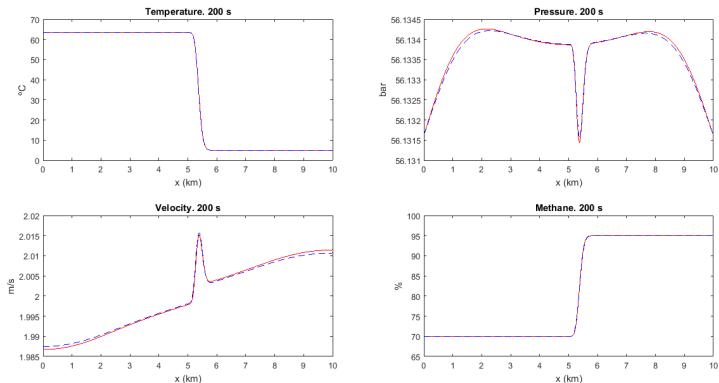 Temperature. 200 s
70
60
50
40
30
20
10
0
ºC
0 1 2 3 4 5 6 7 8 9 10
x (km)
Pressure. 200 s
56.1345
56.134
56.1335
56.133
56.1325
56.132
56.1315
56.131
bar
0 1 2 3 4 5 6 7 8 9 10
x (km)
Velocity. 200 s
2.02
2.015
2.01
2.005
2
1.995
1.99
1.985
m/s
0 1 2 3 4 5 6 7 8 9 10
x (km)
Methane. 200 s
100
95
90
85
80
75
70
65
%
0 1 2 3 4 5 6 7 8 9 10
x (km)